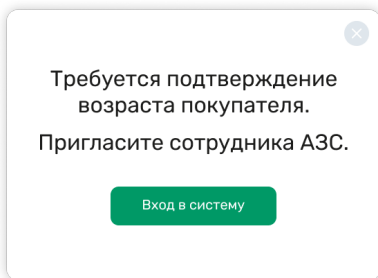 Требуется подтверждение
возраста покупателя.
Пригласите сотрудника АЗС.
Вход в систему